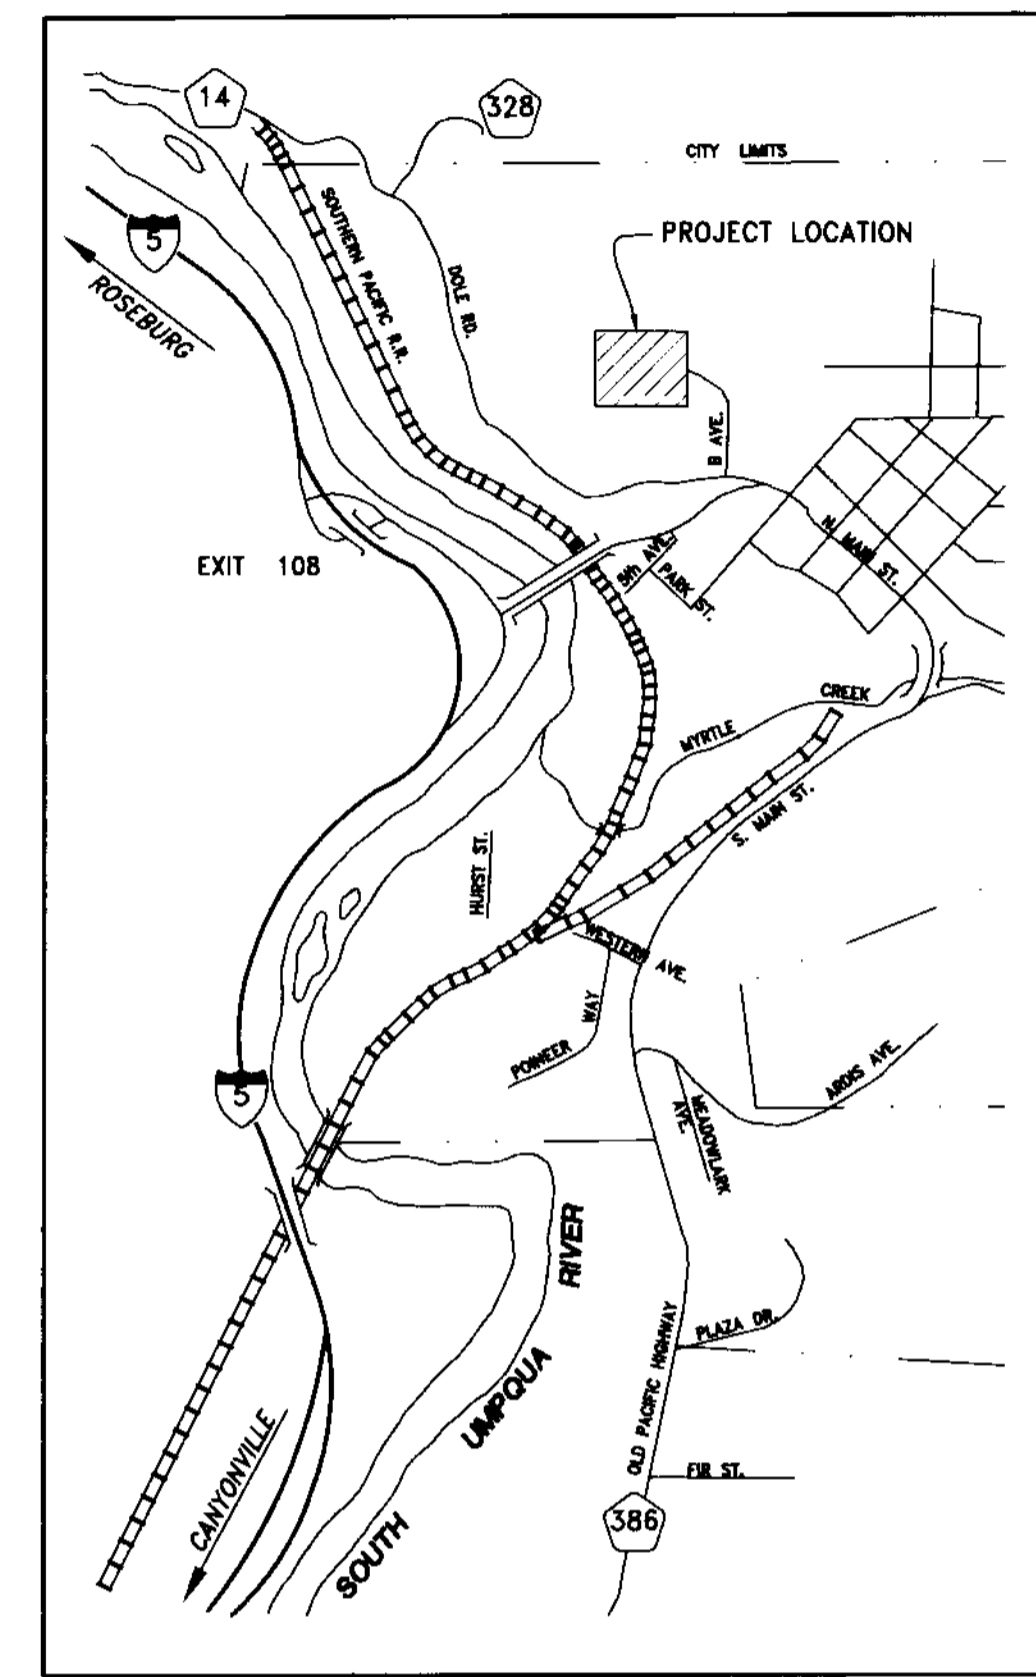 14
328
CITY LIMITS
5
PROJECT LOCATION
ROSEBURG
SOUTHERN PACIFIC R.R.
DOLE RD.
B AVE.
N. MAIN ST.
EXIT 108
5th AVE.
PARK ST.
CREEK
MYRTLE
S. MAIN ST.
HURST ST.
WESTERN AVE.
WAY
POINEER
ARDIS AVE.
5
MEADOWLARK
AVE.
RIVER
PLAZA DR.
OLD PACIFIC HIGHWAY
UMPQUA
CANYONVILLE
FIR ST.
386
SOUTH